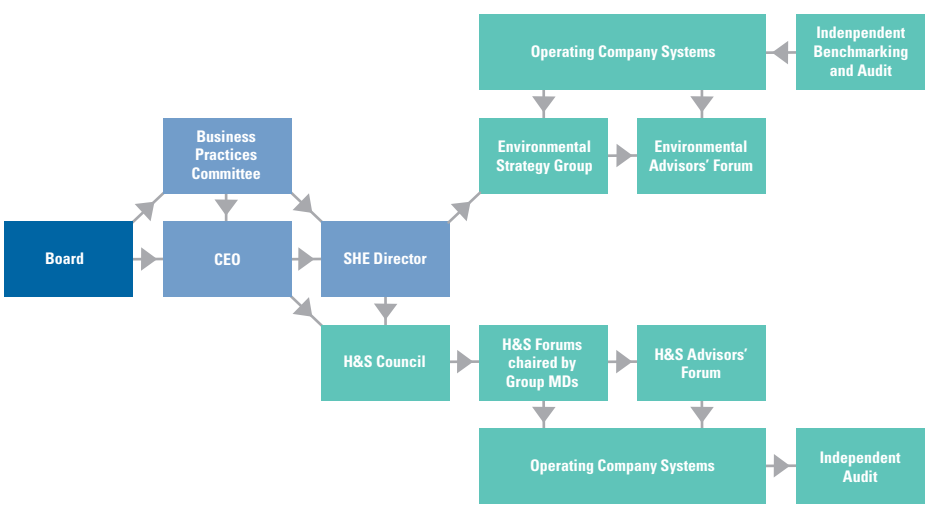 Operating Company Systems
Indenpendent
Benchmarking
and Audit
Business
Practices
Committee
Environmental
Strategy Group
Environmental
Advisors’ Forum
Board
CEO
SHE Director
H&S Council
H&S Forums
chaired by
Group MDs
H&S Advisors’
Forum
Operating Company Systems
Independent
Audit